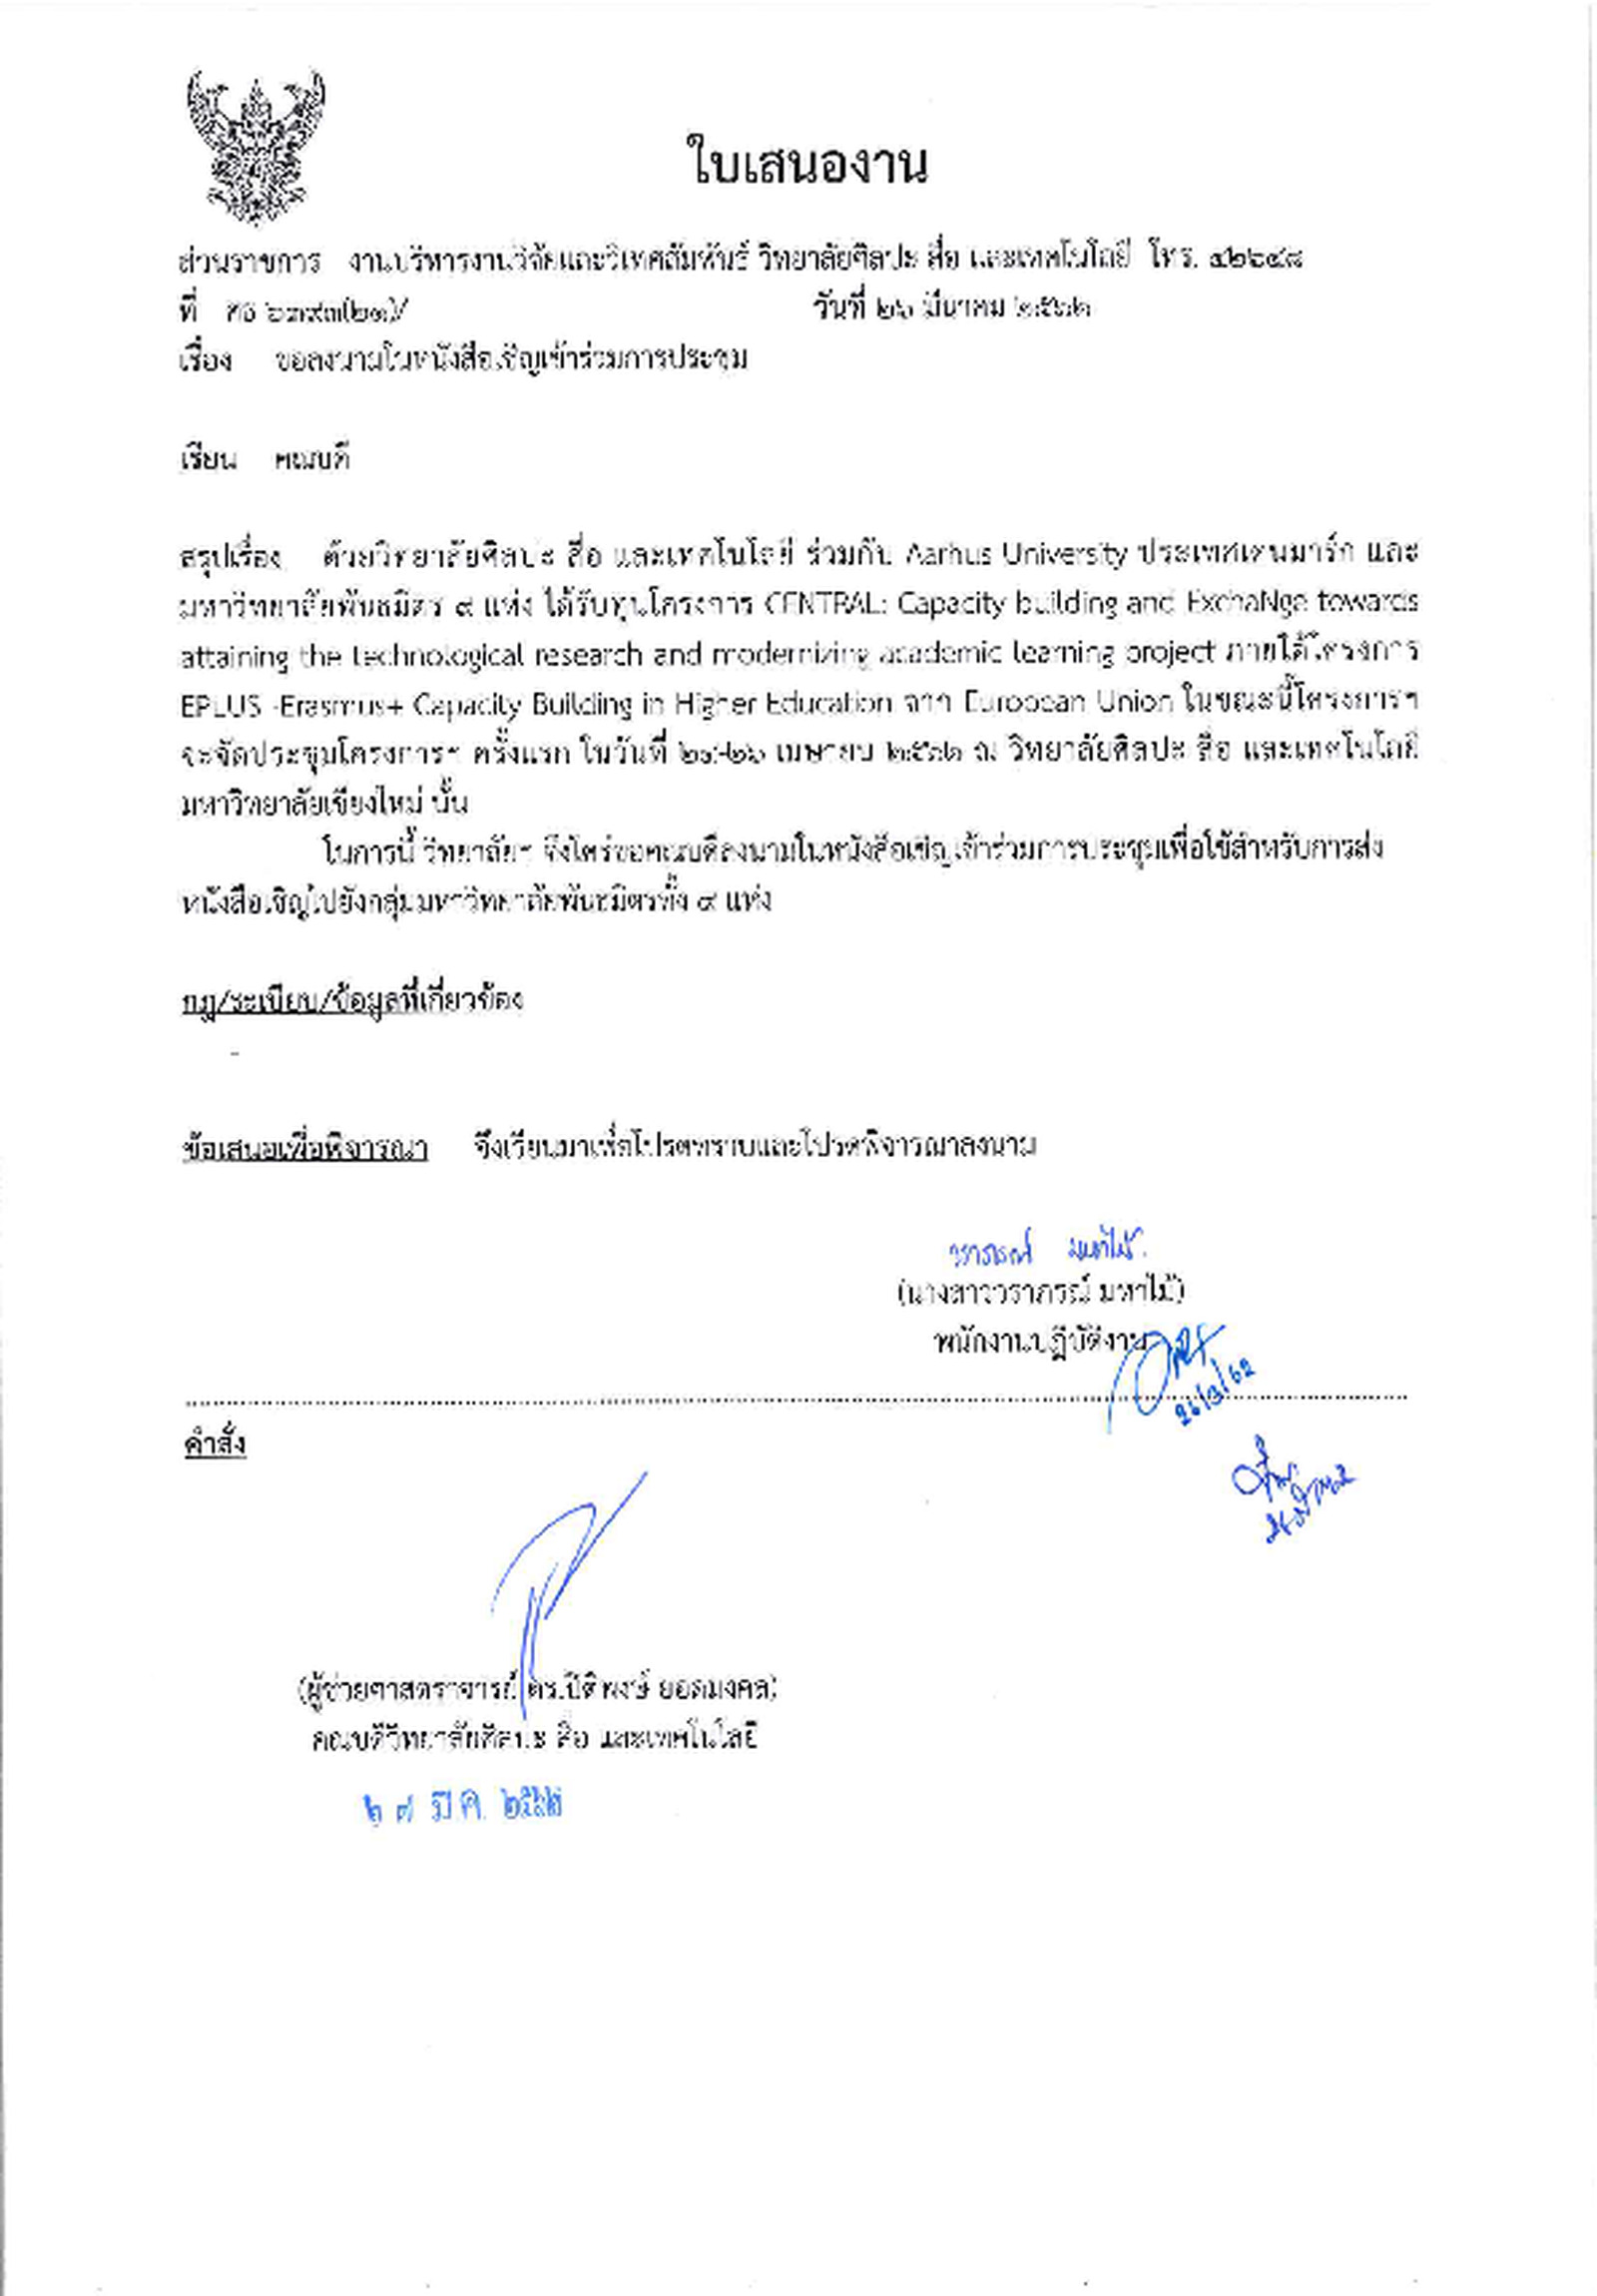 ใบเสนองาน
ส่วนราชการ งานบริหารงานวิจัยและวิเทศสัมพันธ์ วิทยาลัยศิลปะ สื่อ และเทคโนโลยี โทร.
ที่ วันที่ ๒๖ มีนาคม ๒๕๖๒
เรื่อง ขอลงนามในหนังสือเชิญเข้าร่วมการประชุม
เรียน คณบดี
สรุปเรื่อง ด้วยวิทยาลัยศิลปะ สื่อ และเทคโนโลยี ร่วมกับ Aarhus University ประเทศเดนมาร์ก และ
มหาวิทยาลัยพันธมิตร ๙ แห่ง ได้รับทุนโครงการ CENTRAL: Capacity building and ExchaNge towards
attaining the technological research and modernizing academic learning project ภายใต้โครงการ
EPLUS -Erasmus+ Capacity Building in Higher Education จาก European Union ในขณะนี้โครงการฯ
จะจัดประชุมโครงการฯ ครั้งแรก ในวันที่ เมษายน ๒๕๖๒ ณ วิทยาลัยศิลปะ สื่อ และเทคโนโลยี
มหาวิทยาลัยเชียงใหม่ นั้น
ในการนี้ วิทยาลัยฯ จึงใคร่ขอคณบดีลงนามในหนังสือเชิญเข้าร่วมการประชุมเพื่อใช้สำหรับการส่ง
หนังสือเชิญไปยังกลุ่มมหาวิทยาลัยพันธมิตรทั้ง ๙ แห่ง
กฎ/ระเบียบ/ข้อมูลที่เกี่ยวข้อง
-
ข้อเสนอเพื่อพิจารณา จึงเรียนมาเพื่อโปรดทราบและโปรดพิจารณาลงนาม
วราภรณ์ มหาไม้
(นางสาววราภรณ์ มหาไม้)
พนักงานปฏิบัติงาน
26/3/62
คำสั่ง
(ผู้ช่วยศาสตราจารย์ ดร.ปิติพงษ์ ยอดมงคล)
คณบดีวิทยาลัยศิลปะ สื่อ และเทคโนโลยี
๒ ๗ มี.ค. ๒๕๖๒